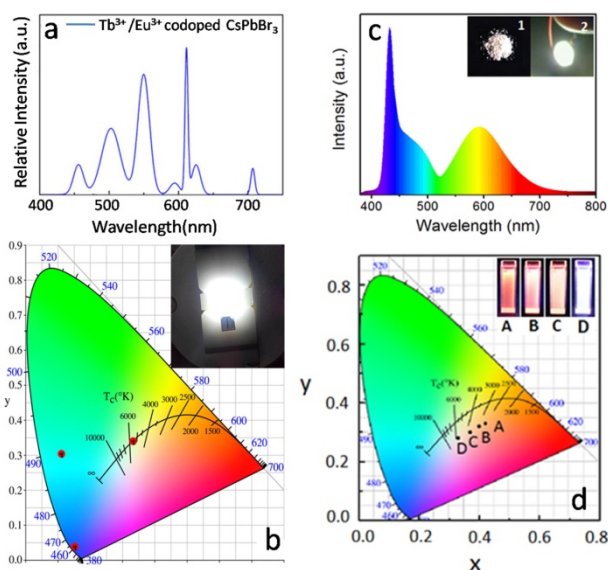 a
Tb³⁺/Eu³⁺ codoped CsPbBr₃
Relative Intensity(a.u.)
400 500 600 700
Wavelength(nm)
c
1 2
Intensity (a.u.)
400 500 600 700 800
Wavelength (nm)
0.9
0.8
0.7
0.6
0.5
0.4
0.3
0.2
0.1
0.0
y
520
540
560
500
580
600
620
700
490
480
470
460
380
T_C(°K)
10000 6000 4000 3000 2500
2000 1500
∞
b
0.8
0.6
0.4
0.2
0.0
y
520
540
560
500
580
600
620
700
490
480
470
460
T_C(°K)
10000 6000 4000 3000 2500
2000 1500
∞
A B C D
D C B A
d
0.0 0.2 0.4 0.6 0.8
x